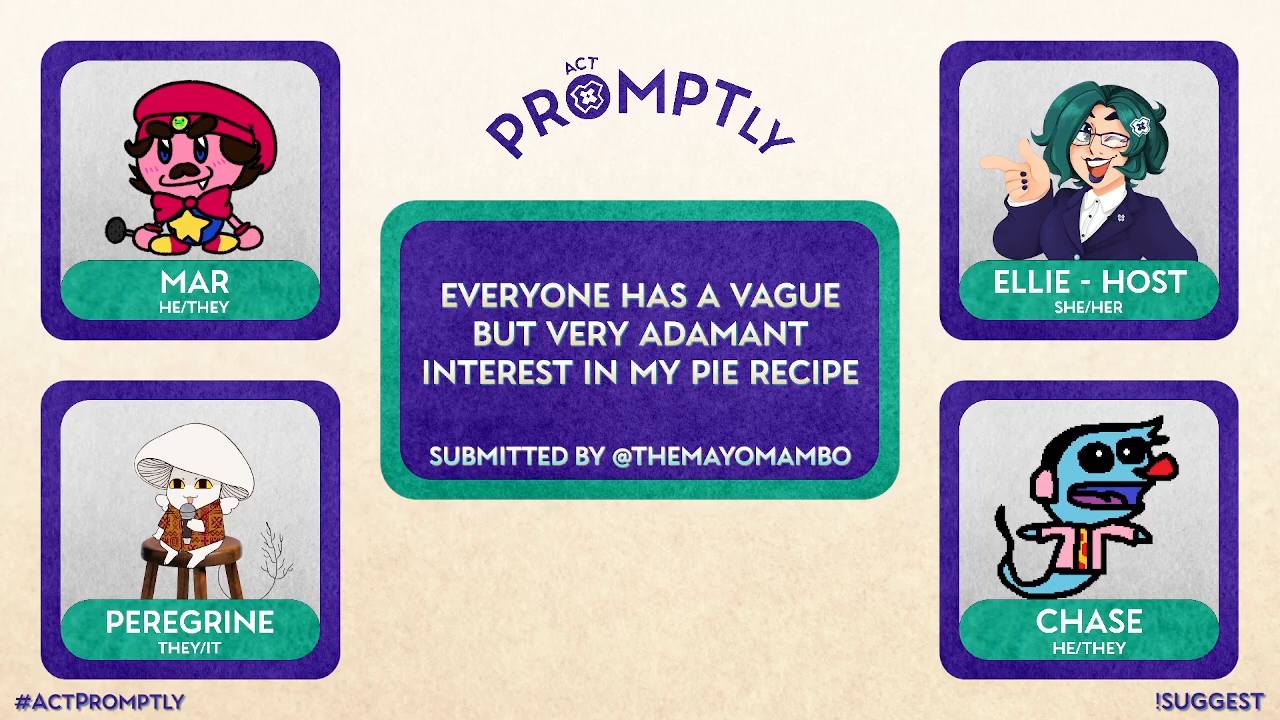 MAR
HE/THEY
ACT
PROMPTLY
ELLIE - HOST
SHE/HER
EVERYONE HAS A VAGUE
BUT VERY ADAMANT
INTEREST IN MY PIE RECIPE
SUBMITTED BY @THEMAYOMAMBO
PEREGRINE
THEY/IT
CHASE
HE/THEY
#ACTPROMPTLY
!SUGGEST